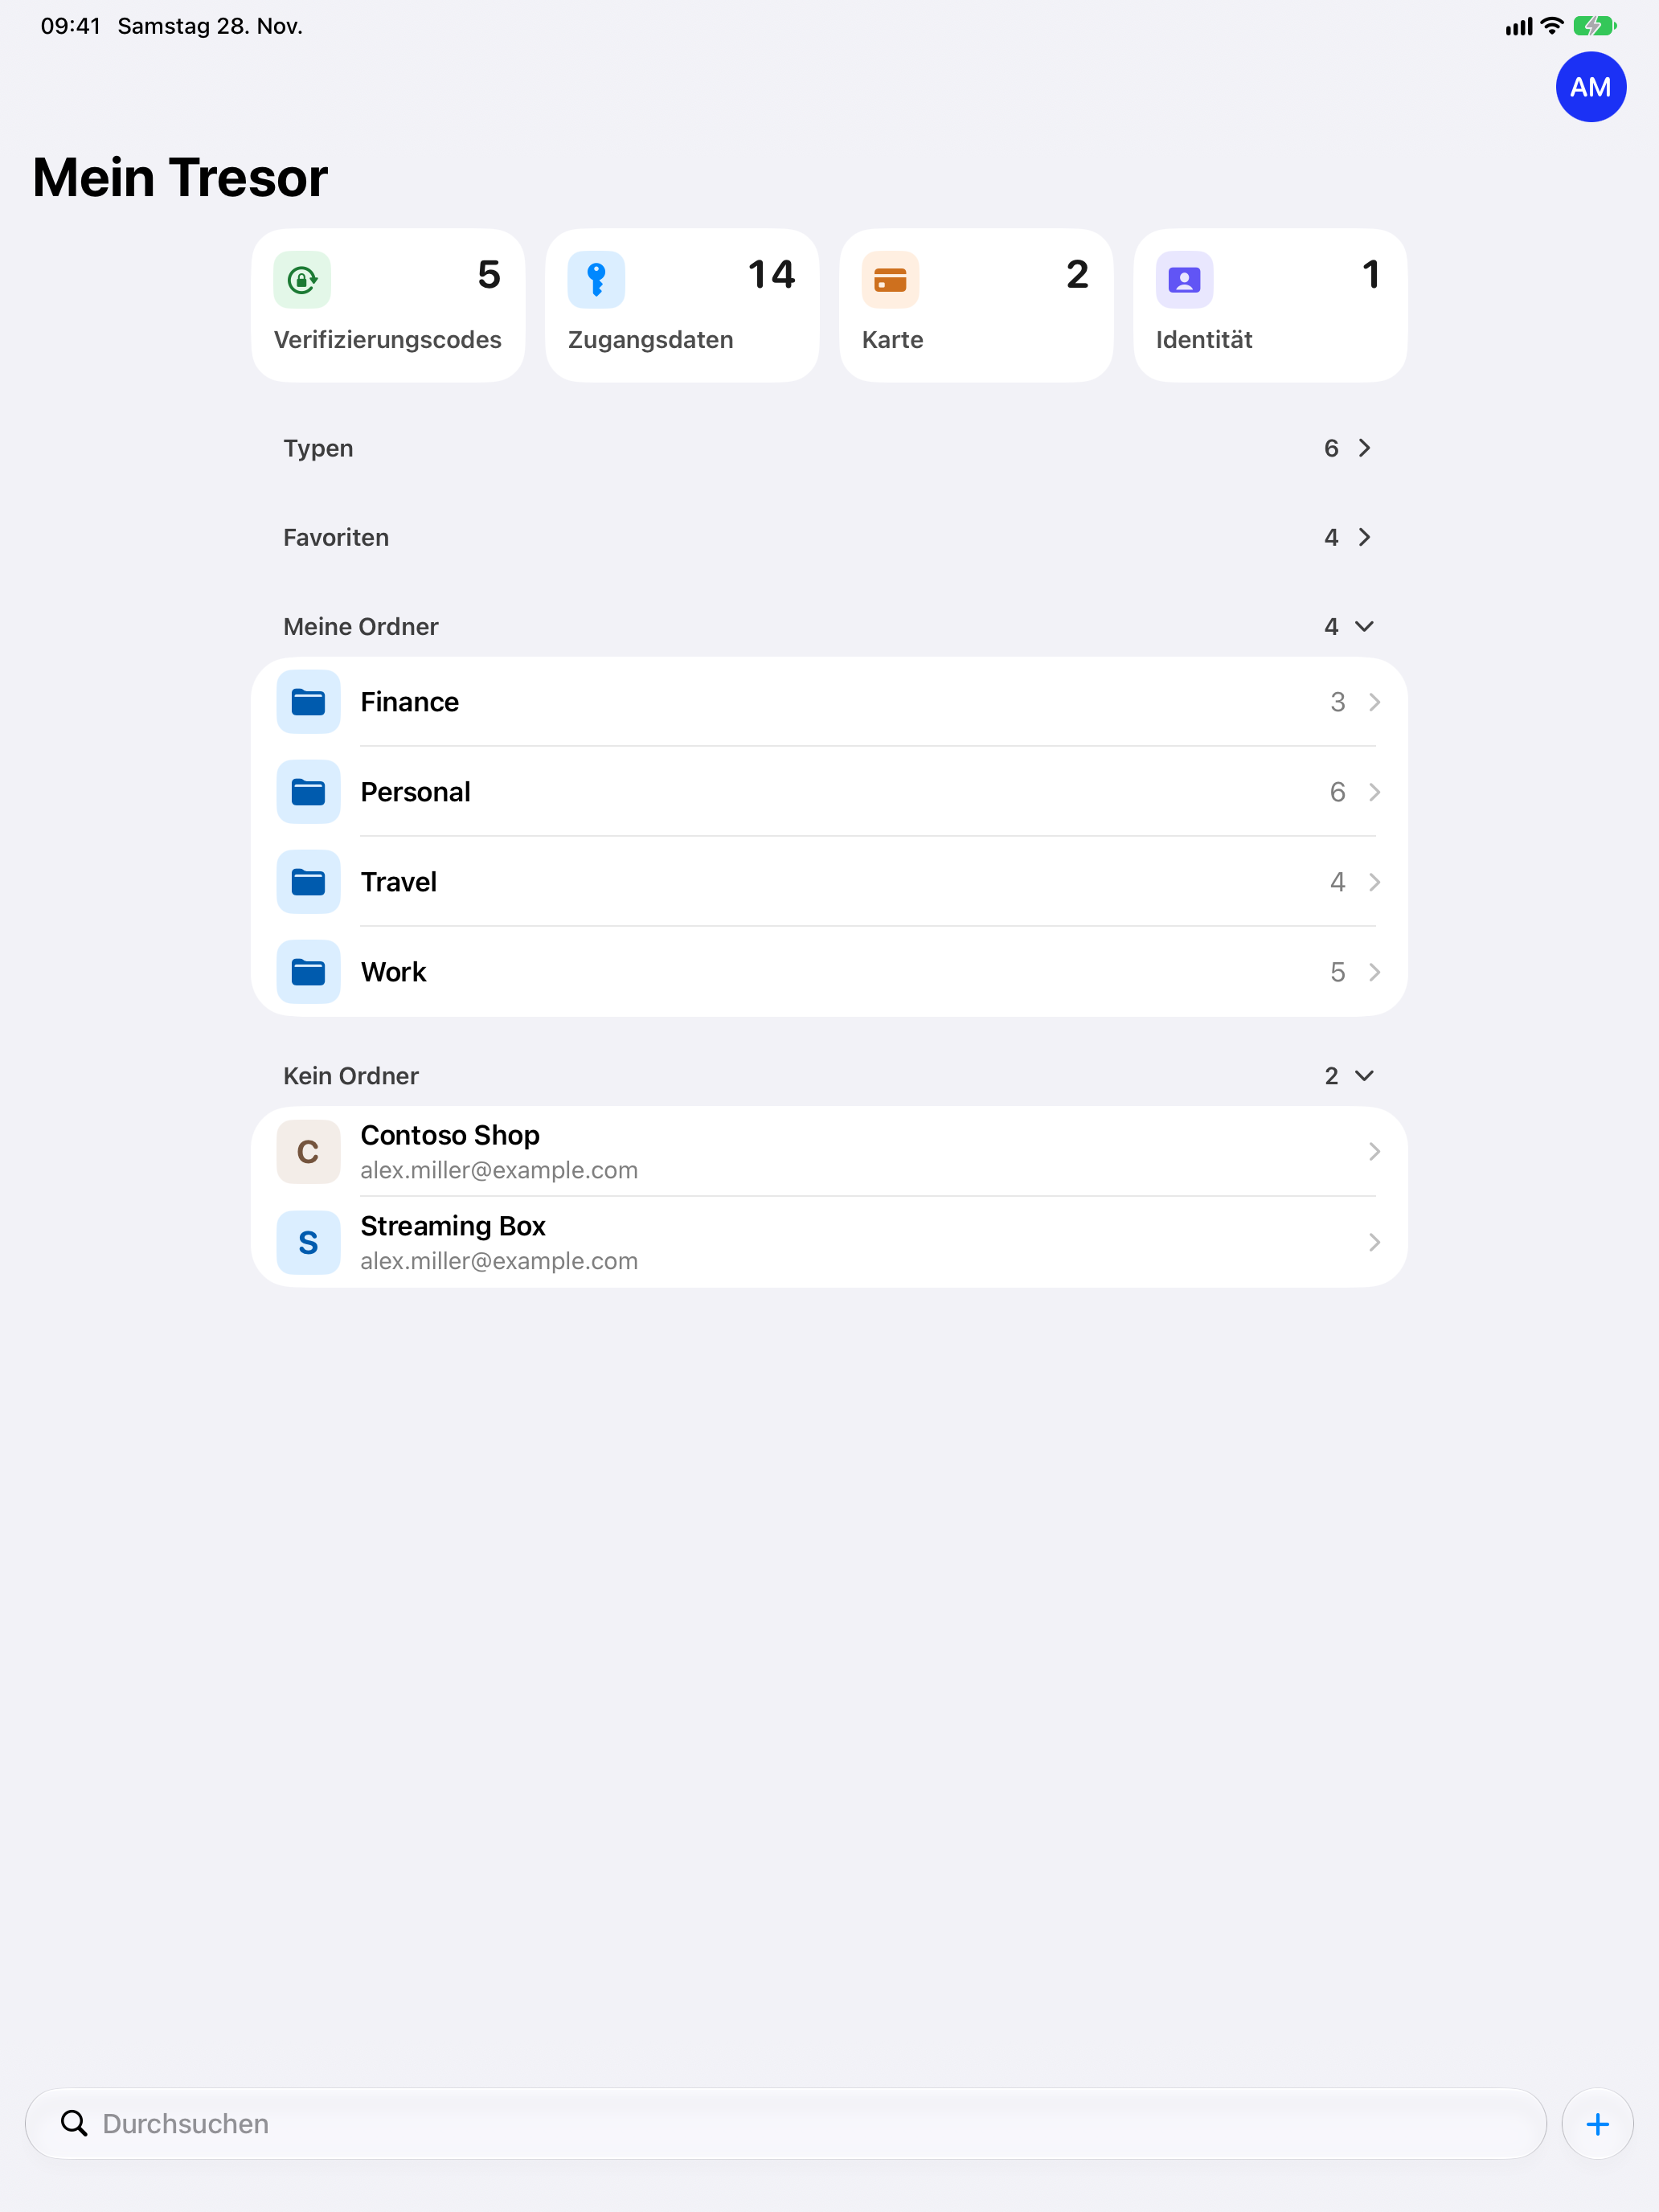 09:41 Samstag 28. Nov.
AM
Mein Tresor
5
Verifizierungscodes
14
Zugangsdaten
2
Karte
1
Identität
Typen 6
Favoriten 4
Meine Ordner 4
Finance 3
Personal 6
Travel 4
Work 5
Kein Ordner 2
C
Contoso Shop
alex.miller@example.com
S
Streaming Box
alex.miller@example.com
Durchsuchen